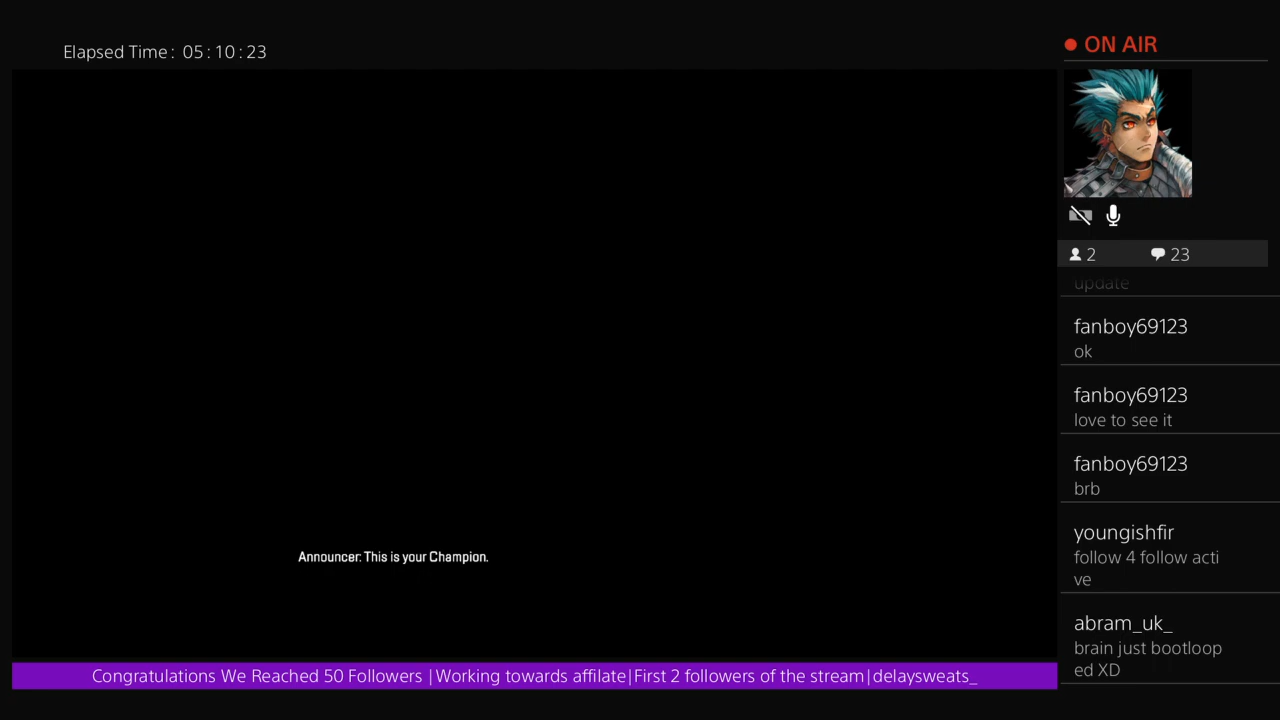 Elapsed Time: 05:10:23
ON AIR
2 23
update
fanboy69123
ok
fanboy69123
love to see it
fanboy69123
brb
youngishfir
follow 4 follow acti
ve
abram_uk_
brain just bootloop
ed XD
Announcer: This is your Champion.
Congratulations We Reached 50 Followers |Working towards affilate|First 2 followers of the stream|delaysweats_